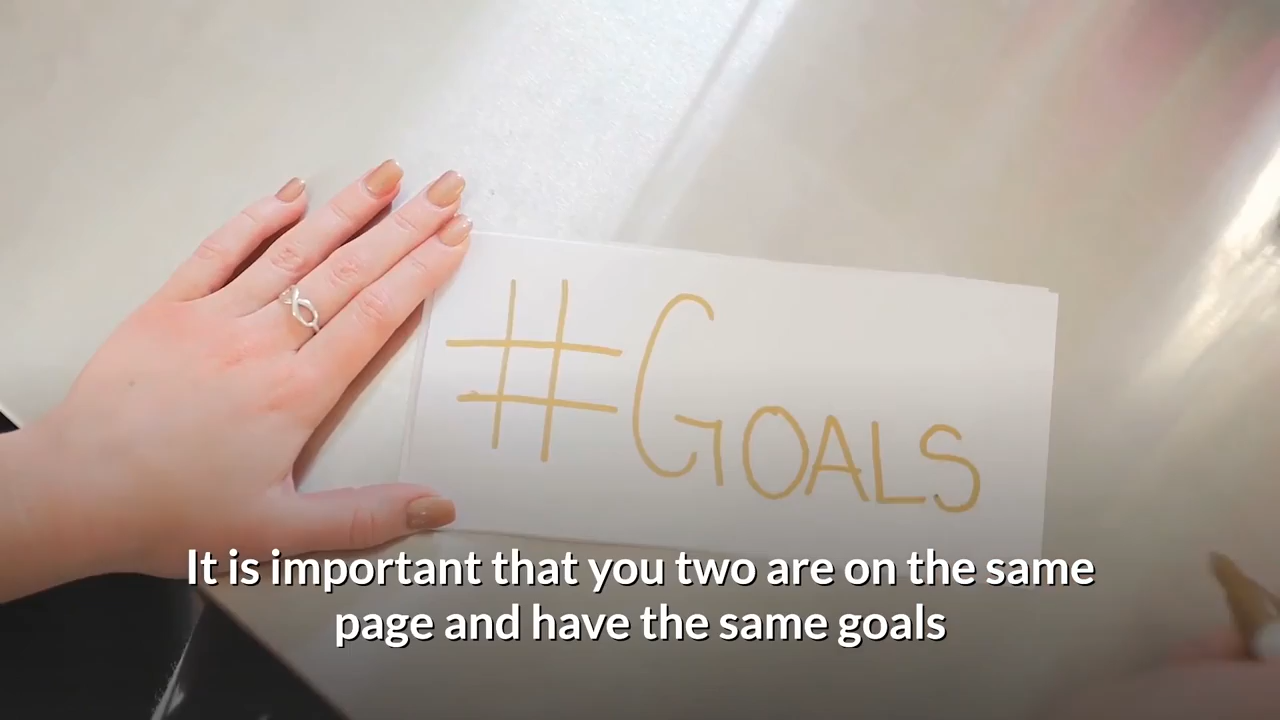 #GOALS
It is important that you two are on the same
page and have the same goals